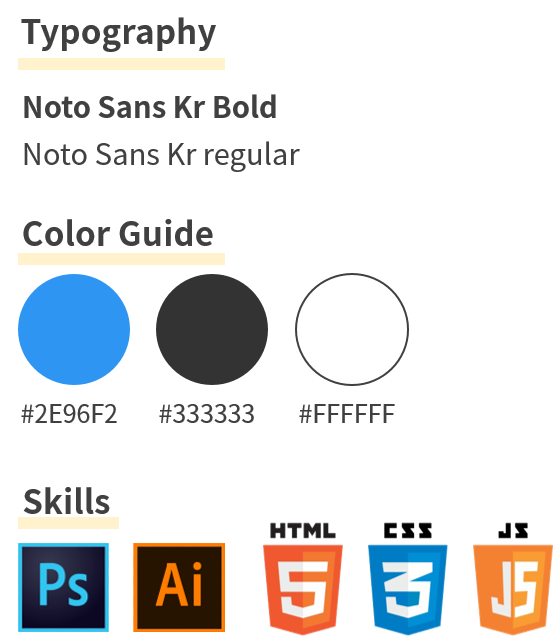 Typography
Noto Sans Kr Bold
Noto Sans Kr regular
Color Guide
#2E96F2 #333333 #FFFFFF
Skills
HTML CSS JS
Ps Ai 5 3 JS